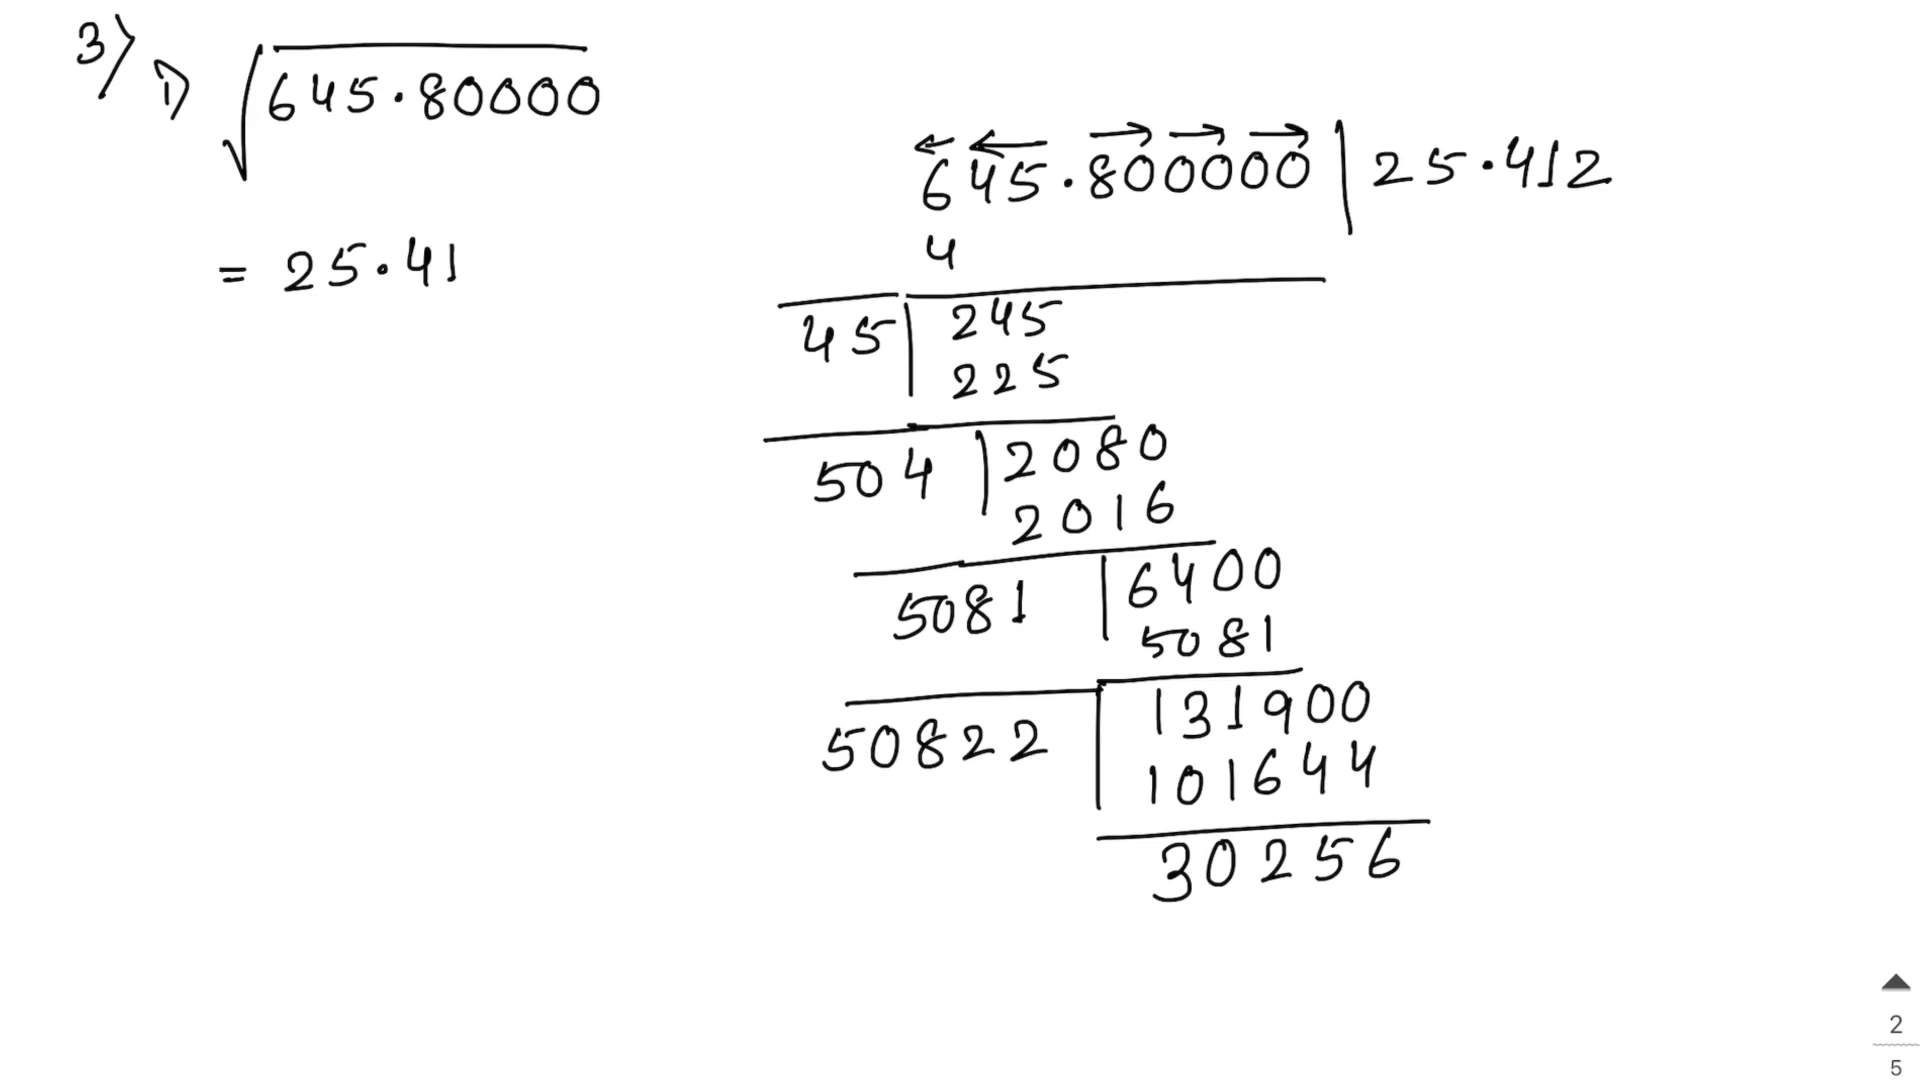 3) 1) √645.80000
= 25.41
645.800000 | 25.412
4
45 | 245
225
504 | 2080
2016
5081 | 6400
5081
50822 | 131900
101644
30256
2
5